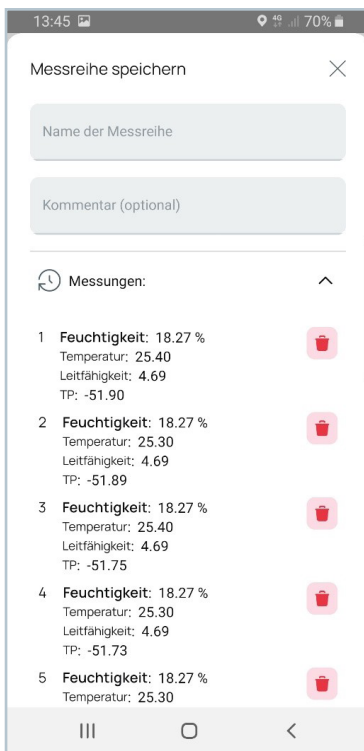 13:45 4G 70%
Messreihe speichern
Name der Messreihe
Kommentar (optional)
Messungen:
1 Feuchtigkeit: 18.27 %
Temperatur: 25.40
Leitfähigkeit: 4.69
TP: -51.90
2 Feuchtigkeit: 18.27 %
Temperatur: 25.30
Leitfähigkeit: 4.69
TP: -51.89
3 Feuchtigkeit: 18.27 %
Temperatur: 25.40
Leitfähigkeit: 4.69
TP: -51.75
4 Feuchtigkeit: 18.27 %
Temperatur: 25.30
Leitfähigkeit: 4.69
TP: -51.73
5 Feuchtigkeit: 18.27 %
Temperatur: 25.30